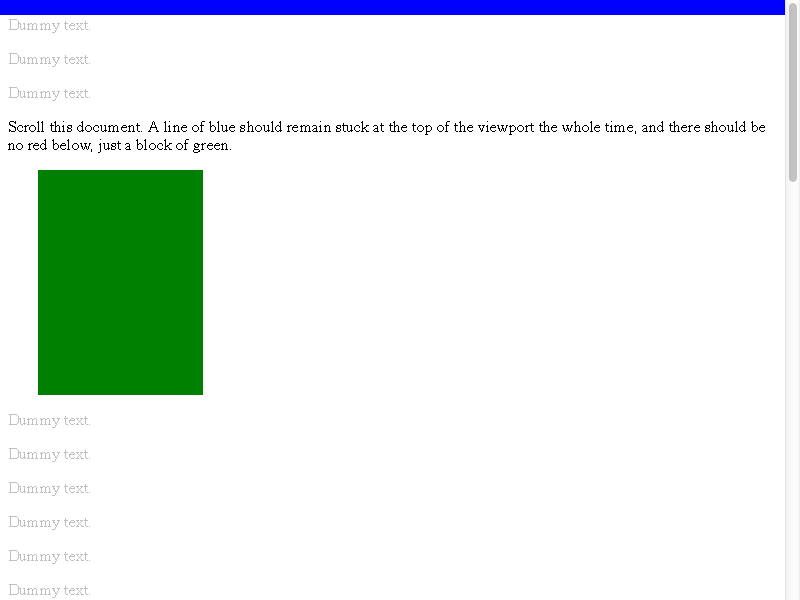 Dummy text.
Dummy text.
Dummy text.
Scroll this document. A line of blue should remain stuck at the top of the viewport the whole time, and there should be
no red below, just a block of green.
Dummy text.
Dummy text.
Dummy text.
Dummy text.
Dummy text.
Dummy text.